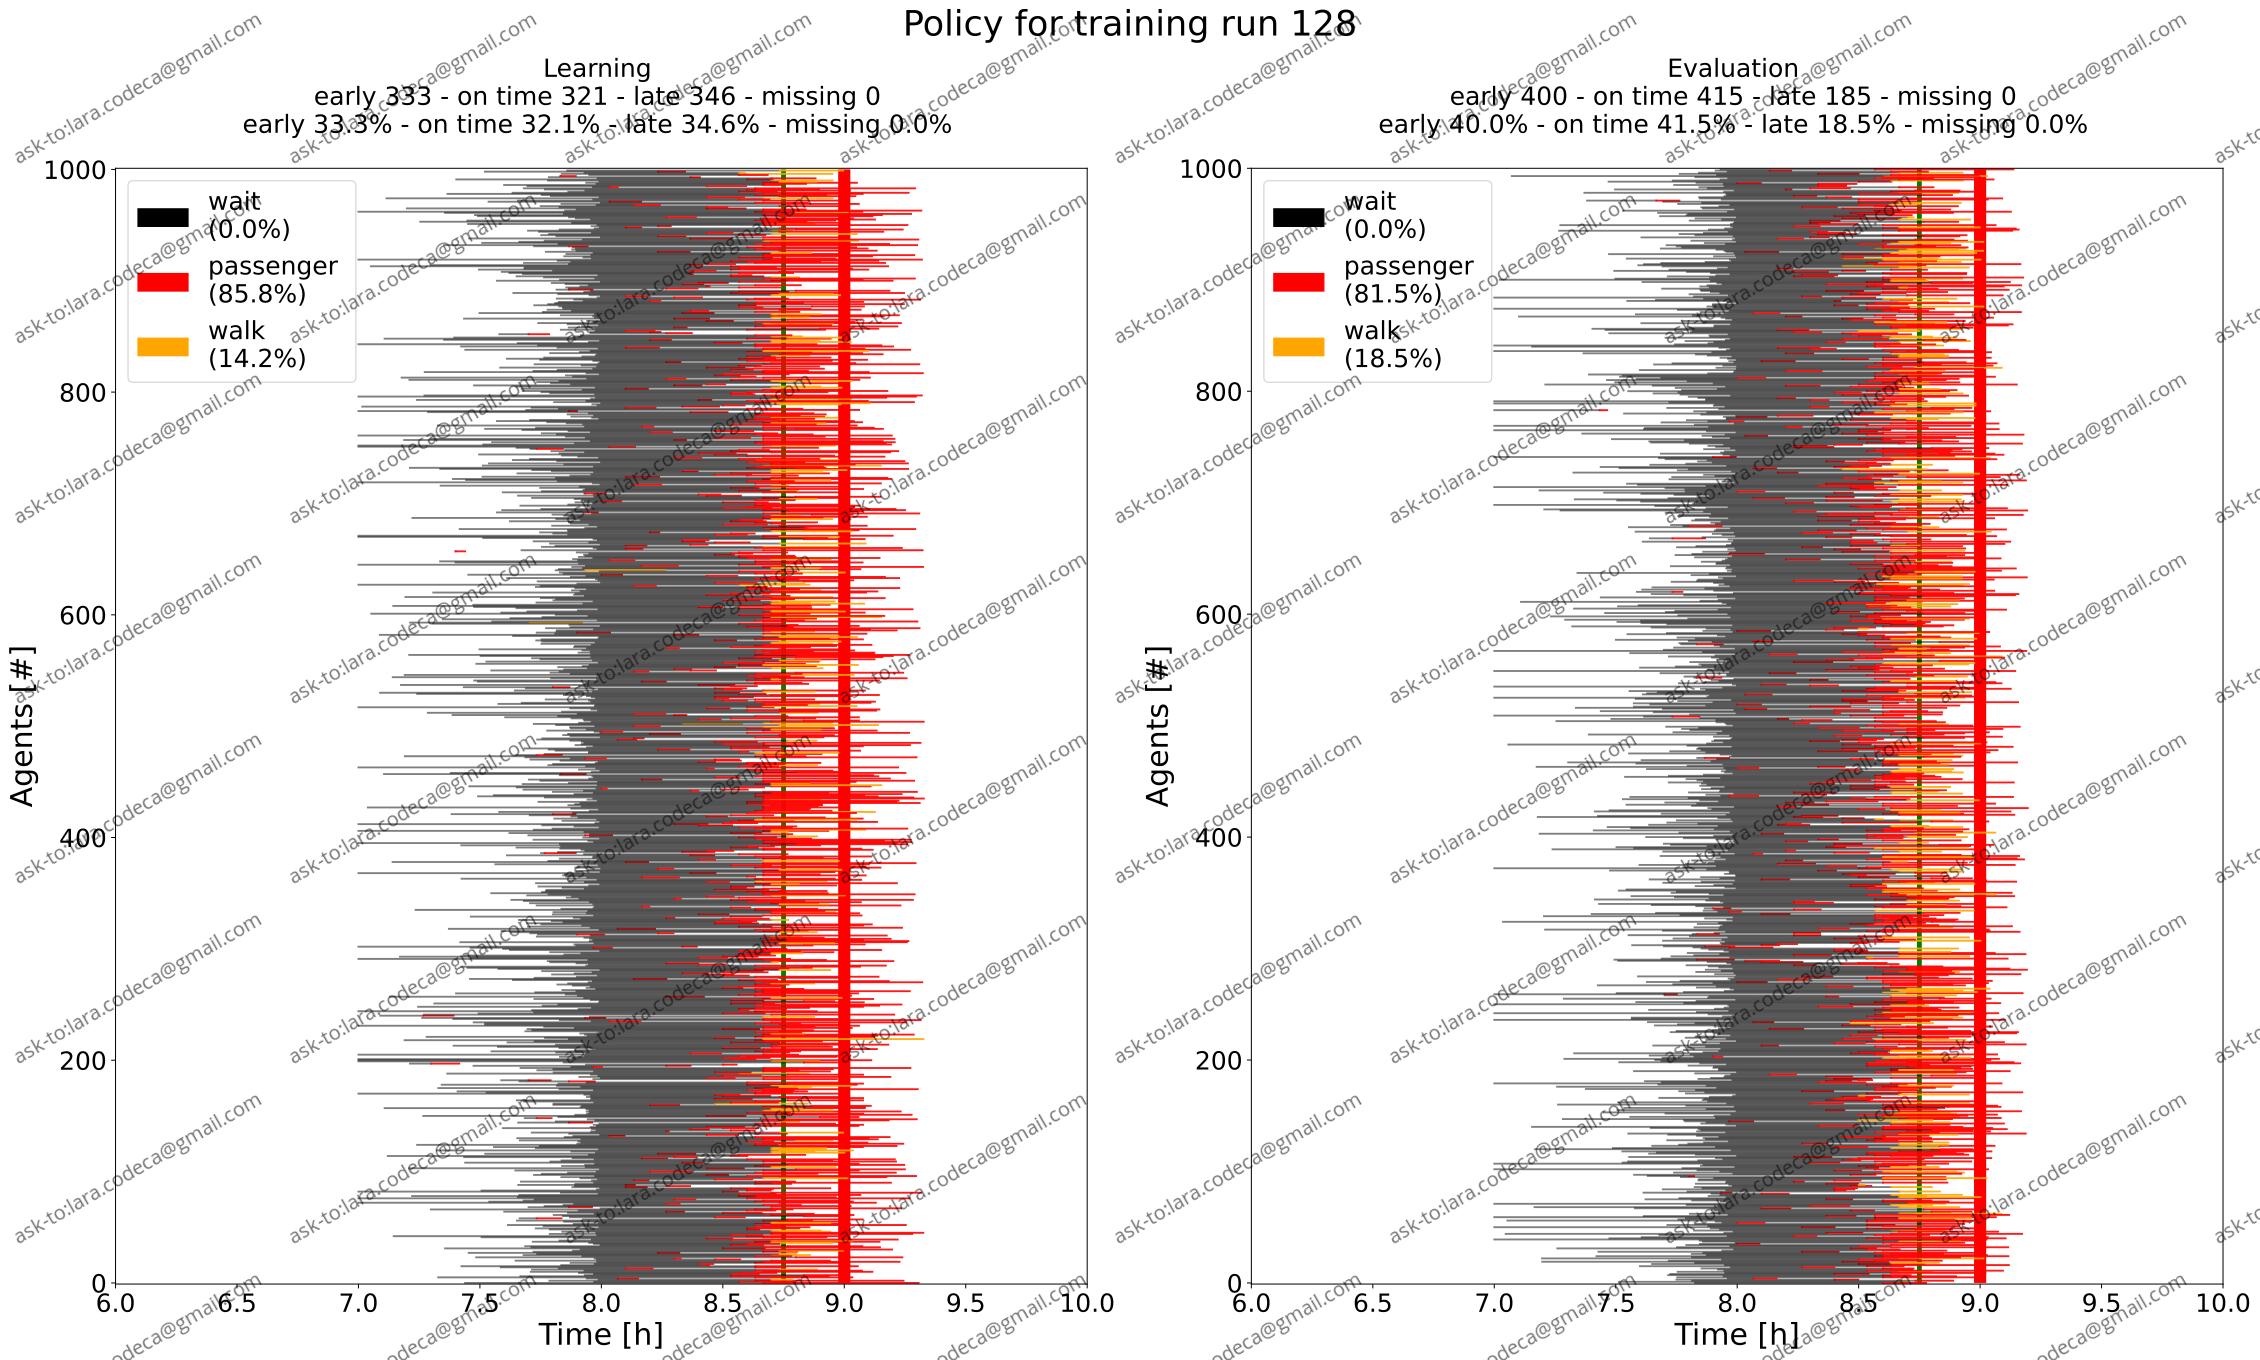 Policy for training run 128
Learning
early 333 - on time 321 - late 346 - missing 0
early 33.3% - on time 32.1% - late 34.6% - missing 0.0%
1000
800
600
400
200
0
Agents [#]
wait
(0.0%)
passenger
(85.8%)
walk
(14.2%)
6.0 6.5 7.0 7.5 8.0 8.5 9.0 9.5 10.0
Time [h]
Evaluation
early 400 - on time 415 - late 185 - missing 0
early 40.0% - on time 41.5% - late 18.5% - missing 0.0%
1000
800
600
400
200
0
Agents [#]
wait
(0.0%)
passenger
(81.5%)
walk
(18.5%)
6.0 6.5 7.0 7.5 8.0 8.5 9.0 9.5 10.0
Time [h]
ask-to:lara.codeca@gmail.com